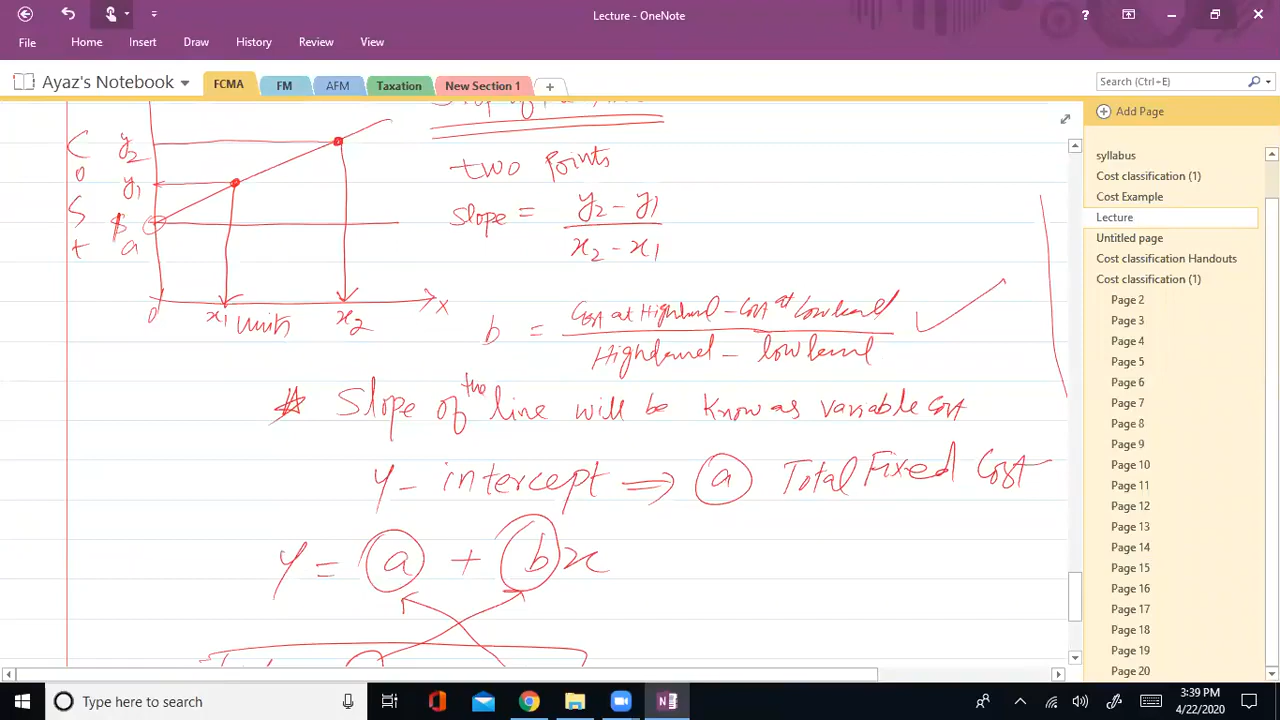 Lecture - OneNote
File Home Insert Draw History Review View
Ayaz's Notebook
FCMA FM AFM Taxation New Section 1
Search (Ctrl+E)
Add Page
syllabus
Cost classification (1)
Cost Example
Lecture
Untitled page
Cost classification Handouts
Cost classification (1)
Page 2
Page 3
Page 4
Page 5
Page 6
Page 7
Page 8
Page 9
Page 10
Page 11
Page 12
Page 13
Page 14
Page 15
Page 16
Page 17
Page 18
Page 19
Page 20
Cost
y2
y1
$
a
0 x1 units x2 x
two Points
Slope = y2 - y1
x2 - x1
b = Cost at High level - Cost at Low level
High level - low level
Slope of the line will be know as variable cost
y - intercept ⇒ a Total Fixed Cost
y = a + bx
Type here to search
3:39 PM
4/22/2020